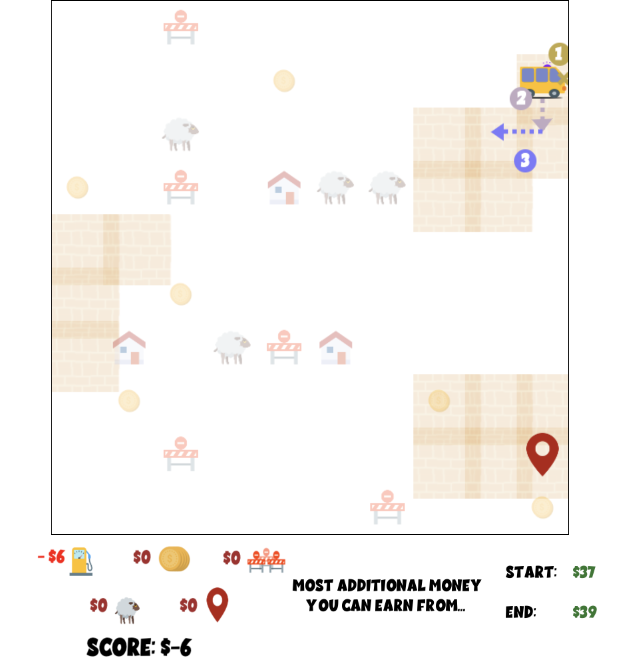 1
2
3
- $6
$0
$0
$0
$0
SCORE: $-6
MOST ADDITIONAL MONEY
YOU CAN EARN FROM...
START: $37
END: $39